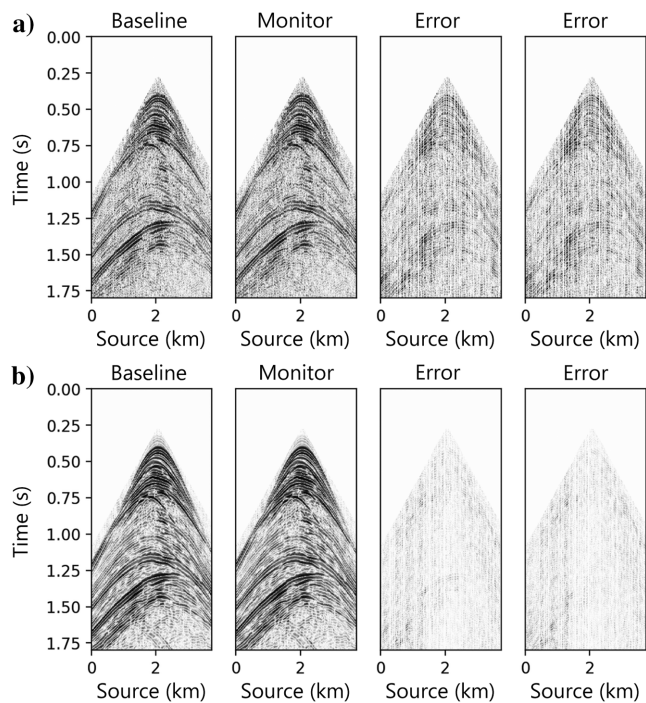 a) Baseline Monitor Error Error
0.00
0.25
0.50
0.75
1.00
1.25
1.50
1.75
Time (s)
0 2 0 2 0 2 0 2
Source (km) Source (km) Source (km) Source (km)
b) Baseline Monitor Error Error
0.00
0.25
0.50
0.75
1.00
1.25
1.50
1.75
Time (s)
0 2 0 2 0 2 0 2
Source (km) Source (km) Source (km) Source (km)